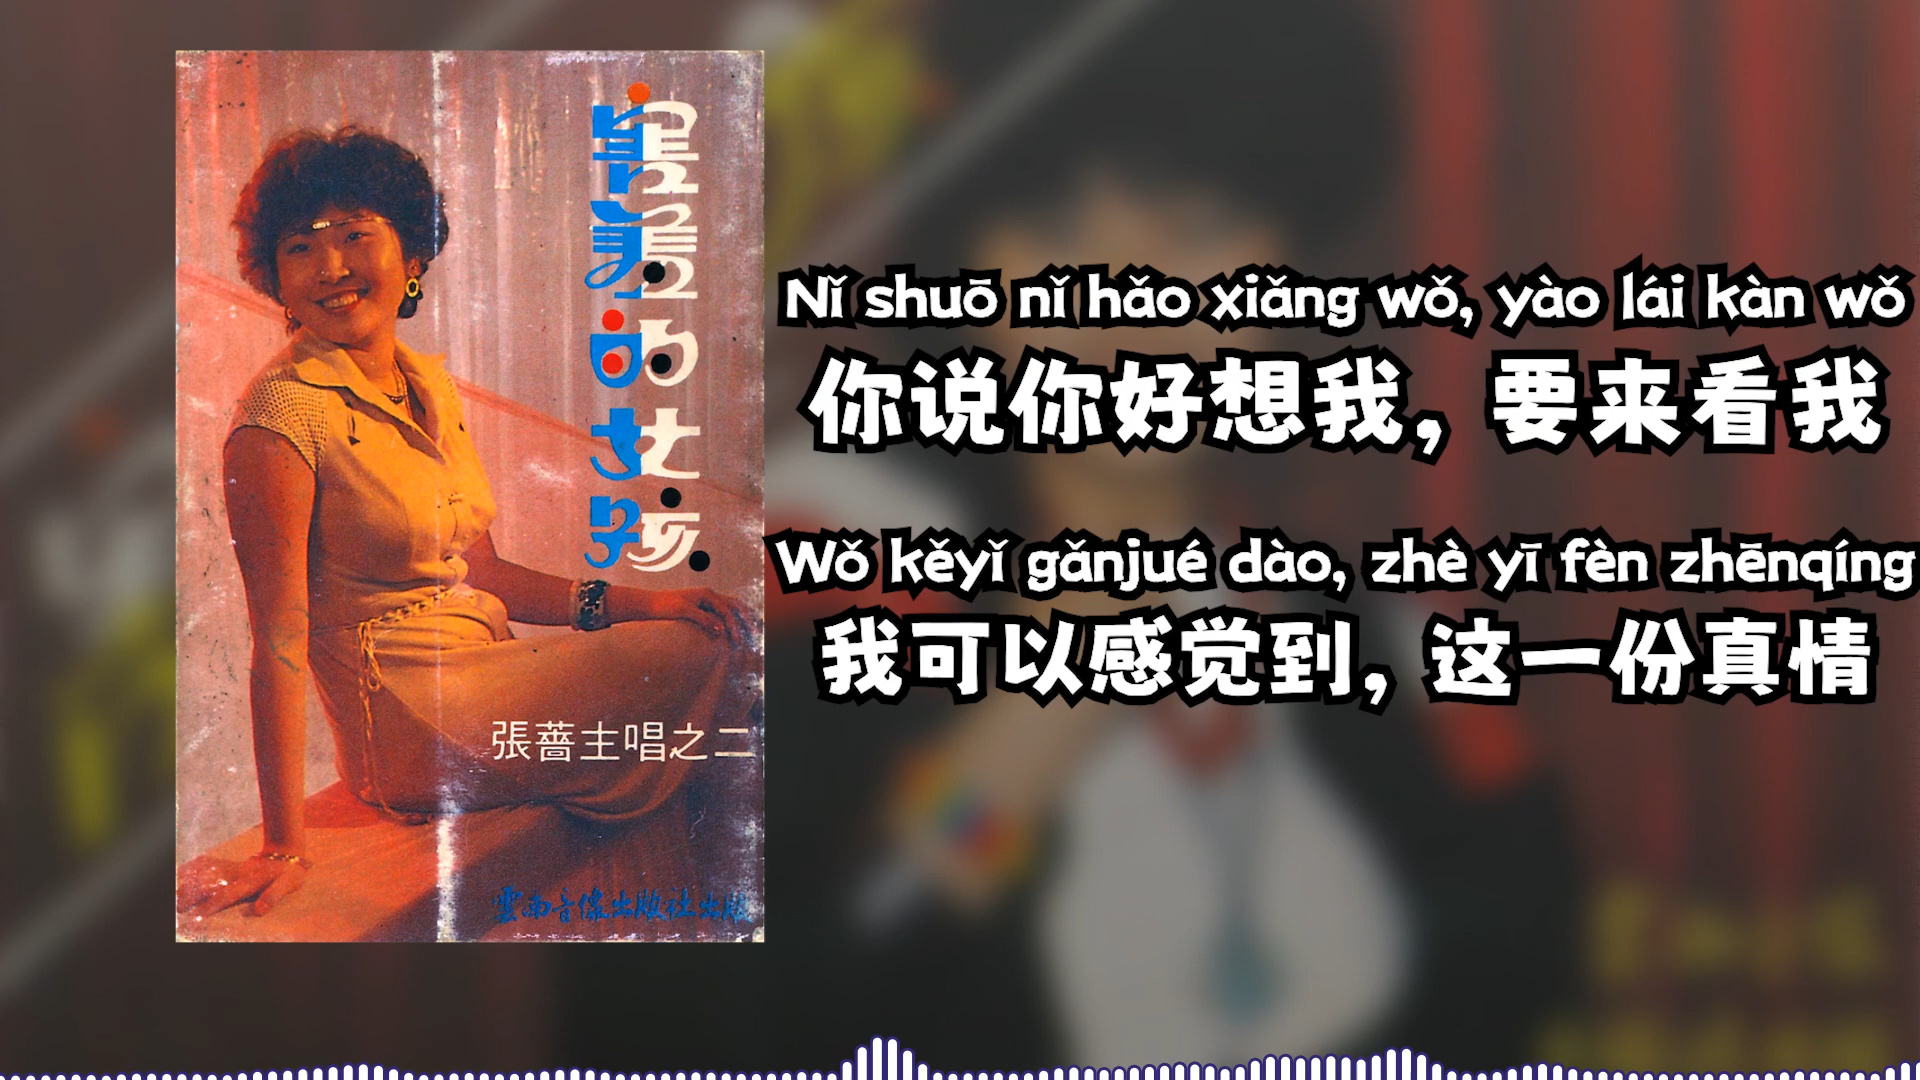 害羞的女孩
張薔主唱之二
雲南音像出版社出版
Nǐ shuō nǐ hǎo xiǎng wǒ, yào lái kàn wǒ
你说你好想我，要来看我
Wǒ kěyǐ gǎnjué dào, zhè yī fèn zhēnqíng
我可以感觉到，这一份真情